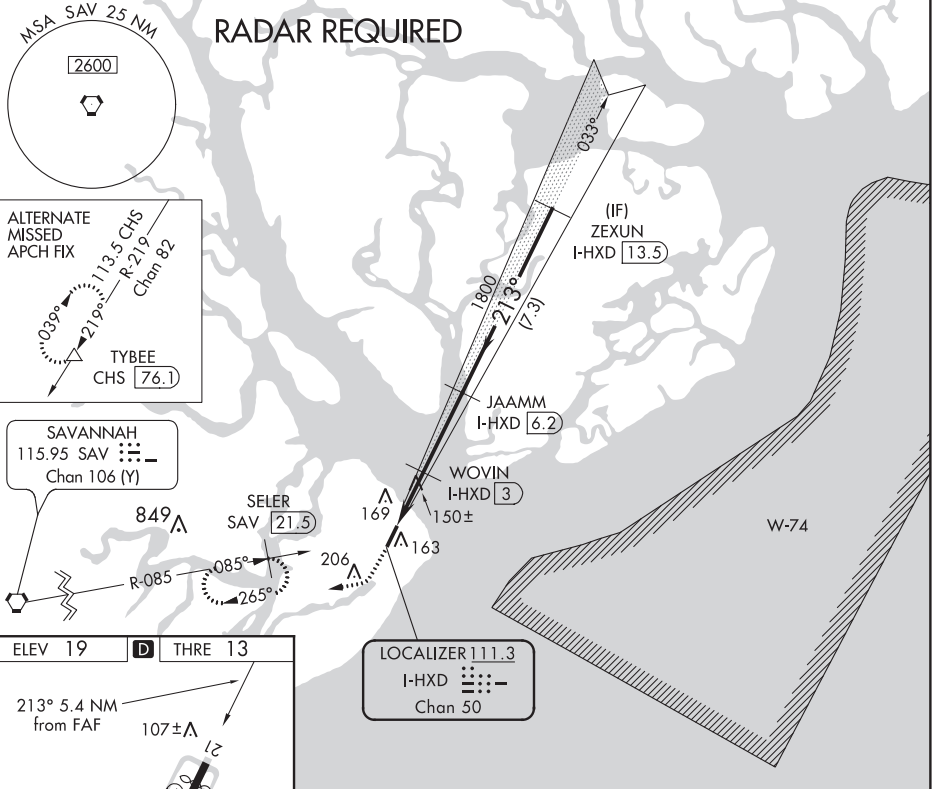 RADAR REQUIRED
MSA SAV 25 NM
2600
ALTERNATE
MISSED
APCH FIX
113.5 CHS
R-219
Chan 82
039°
219°
TYBEE
CHS 76.1
033°
(IF)
ZEXUN
I-HXD 13.5
1800
213°
(7.3)
JAAMM
I-HXD 6.2
WOVIN
I-HXD 3
SAVANNAH
115.95 SAV
Chan 106 (Y)
849
SELER
SAV 21.5
169
150±
163
206
R-085
085°
265°
W-74
LOCALIZER 111.3
I-HXD
Chan 50
ELEV 19 D THRE 13
213° 5.4 NM
from FAF
107±
21